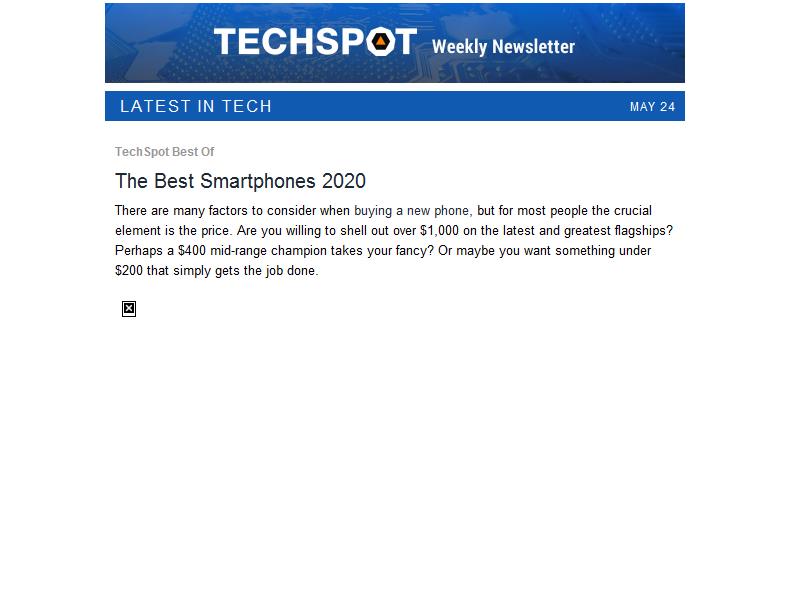 TECHSPOT Weekly Newsletter
LATEST IN TECH MAY 24
TechSpot Best Of
The Best Smartphones 2020
There are many factors to consider when buying a new phone, but for most people the crucial
element is the price. Are you willing to shell out over $1,000 on the latest and greatest flagships?
Perhaps a $400 mid-range champion takes your fancy? Or maybe you want something under
$200 that simply gets the job done.